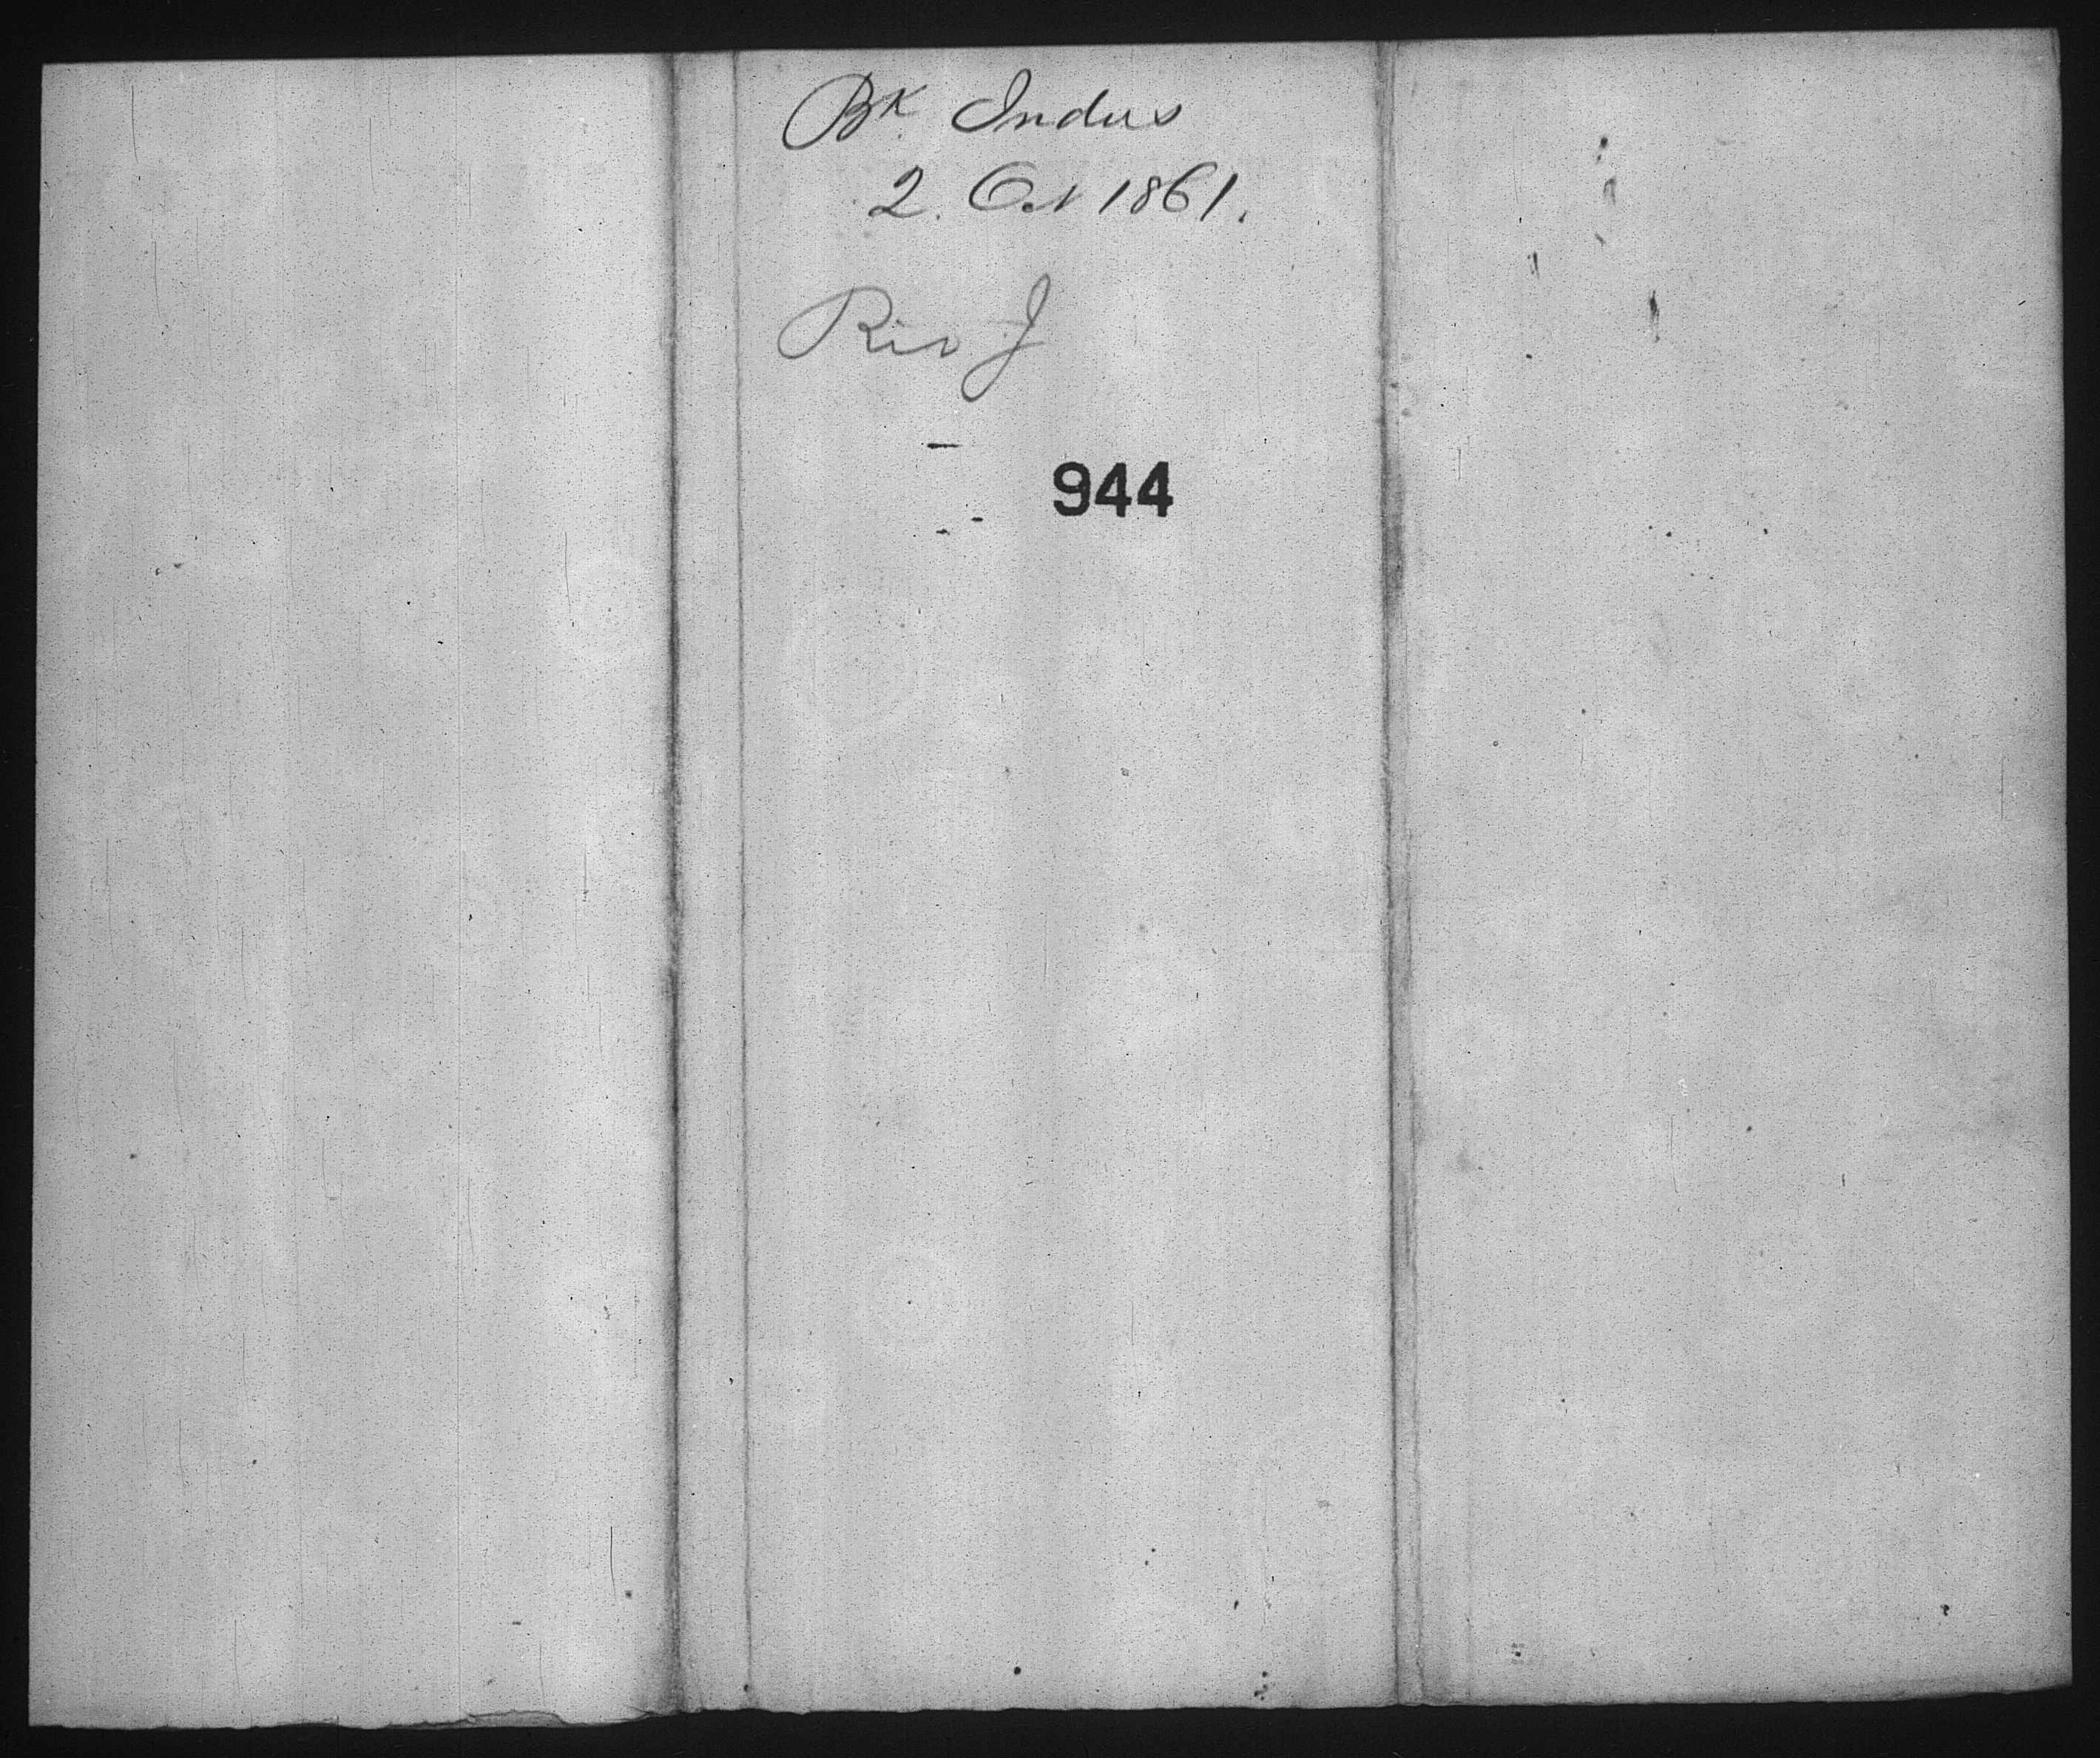 Bk Indus
2. Oct 1861.
Rio J
944